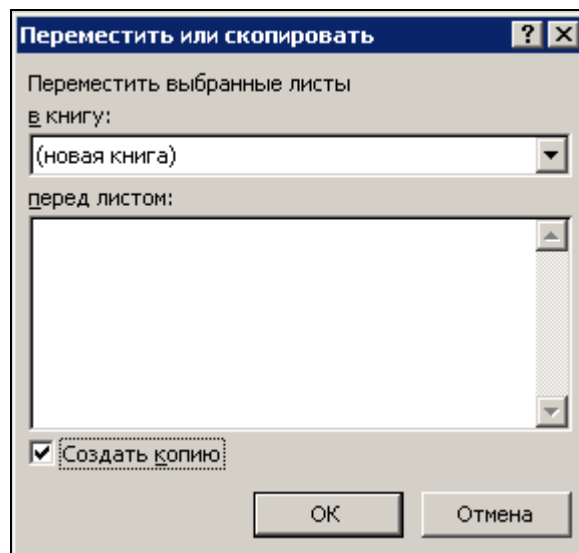 Переместить или скопировать
Переместить выбранные листы
в книгу:
(новая книга)
перед листом:
Создать копию
ОК Отмена